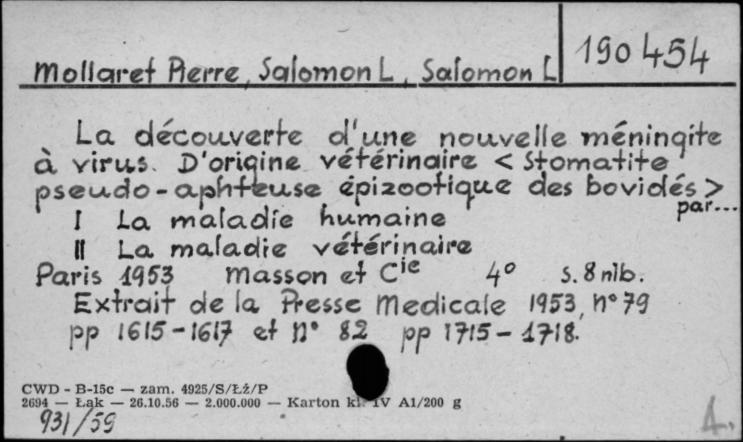 Mollaret Pierre, Salomon L, Salomon L 190 454
La découverte d'une nouvelle méningite
à virus. D'origine vétérinaire < Stomatite
pseudo-aphteuse épizootique des bovidés >
par...
I La maladie humaine
II La maladie vétérinaire
Paris 1953 Masson et Cie 4° s. 8 nlb.
Extrait de la Presse Medicale 1953, n° 79
pp 1615-1617 et N° 82 pp 1715-1718.
CWD - B-15c — zam. 4925/S/Łż/P
2694 — Łąk — 26.10.56 — 2.000.000 — Karton kl. IV A1/200 g
931/59